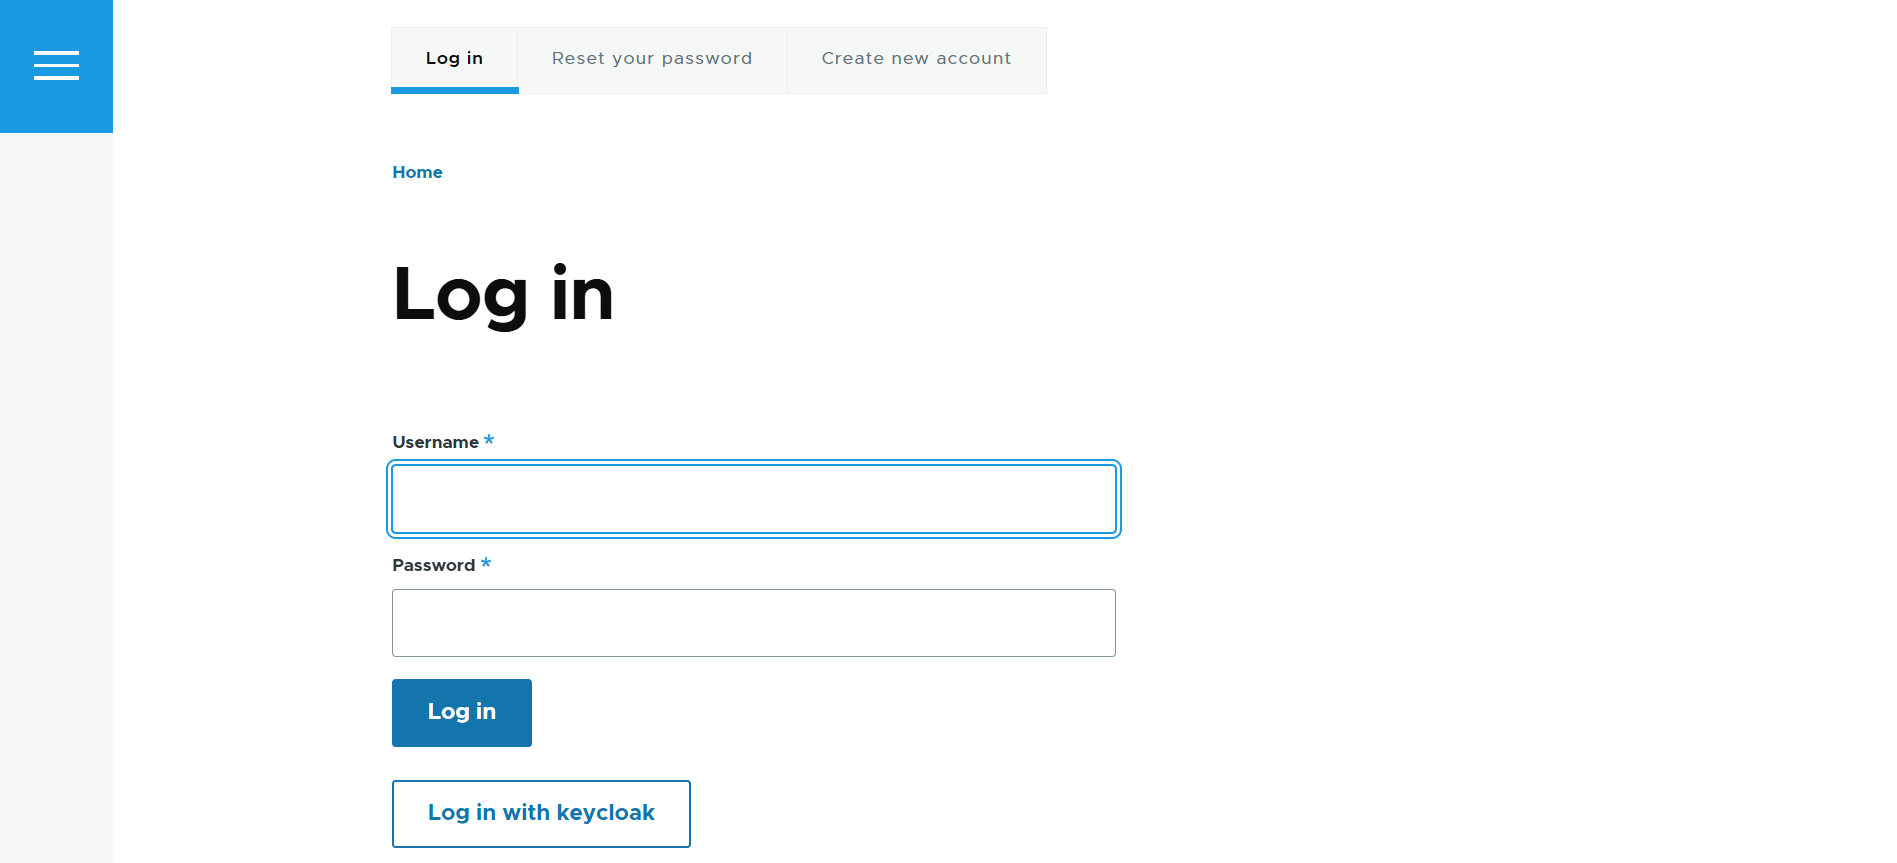 Log in Reset your password Create new account
Home
Log in
Username *
Password *
Log in
Log in with keycloak